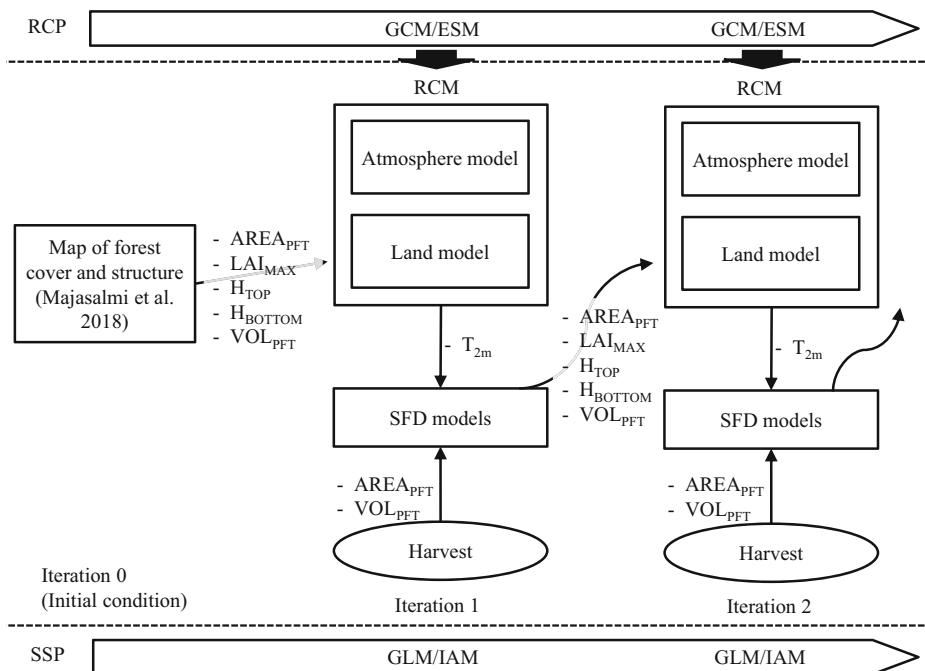 RCP
GCM/ESM
GCM/ESM
RCM
RCM
Atmosphere model
Atmosphere model
Land model
Land model
Map of forest
cover and structure
(Majasalmi et al.
2018)
- AREA_PFT
- LAI_MAX
- H_TOP
- H_BOTTOM
- VOL_PFT
- T_2m
- AREA_PFT
- LAI_MAX
- H_TOP
- H_BOTTOM
- VOL_PFT
- T_2m
SFD models
SFD models
- AREA_PFT
- VOL_PFT
- AREA_PFT
- VOL_PFT
Harvest
Harvest
Iteration 0
(Initial condition)
Iteration 1
Iteration 2
SSP
GLM/IAM
GLM/IAM